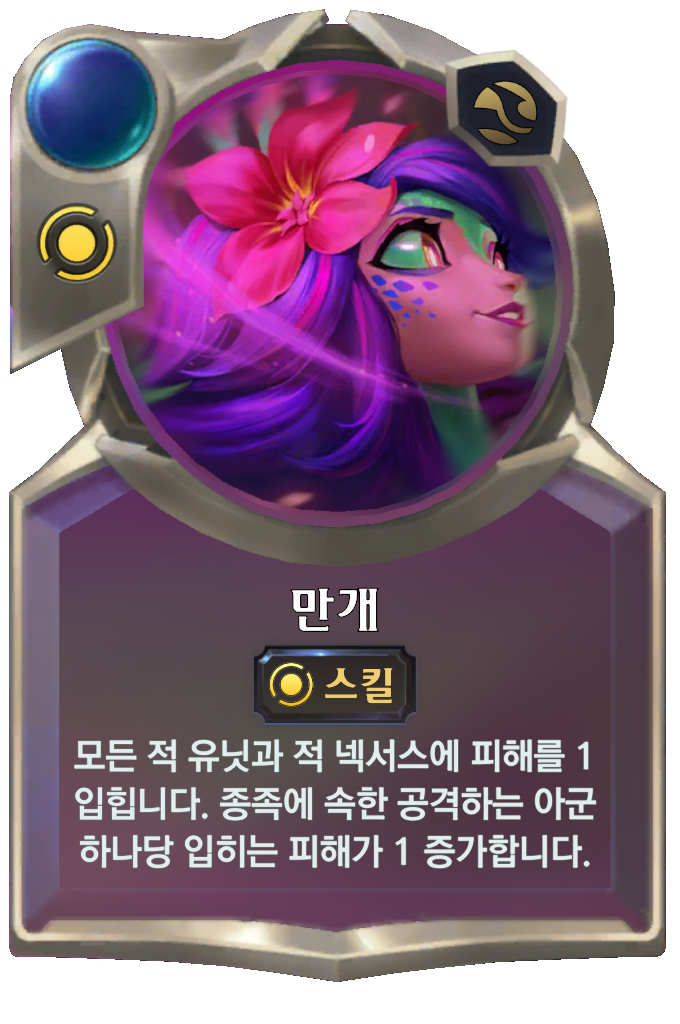 만개
스킬
모든 적 유닛과 적 넥서스에 피해를 1
입힙니다. 종족에 속한 공격하는 아군
하나당 입히는 피해가 1 증가합니다.